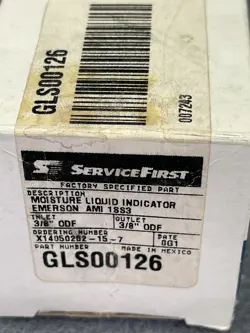 GLS00126
007243
SERVICEFIRST
FACTORY SPECIFIED PART
DESCRIPTION
MOISTURE LIQUID INDICATOR
EMERSON AMI 1SS3
INLET OUTLET
3/8" ODF 3/8" ODF
ORDERING NUMBER DATE
X14050262-15-7 0G1
PART NUMBER MADE IN MEXICO
GLS00126